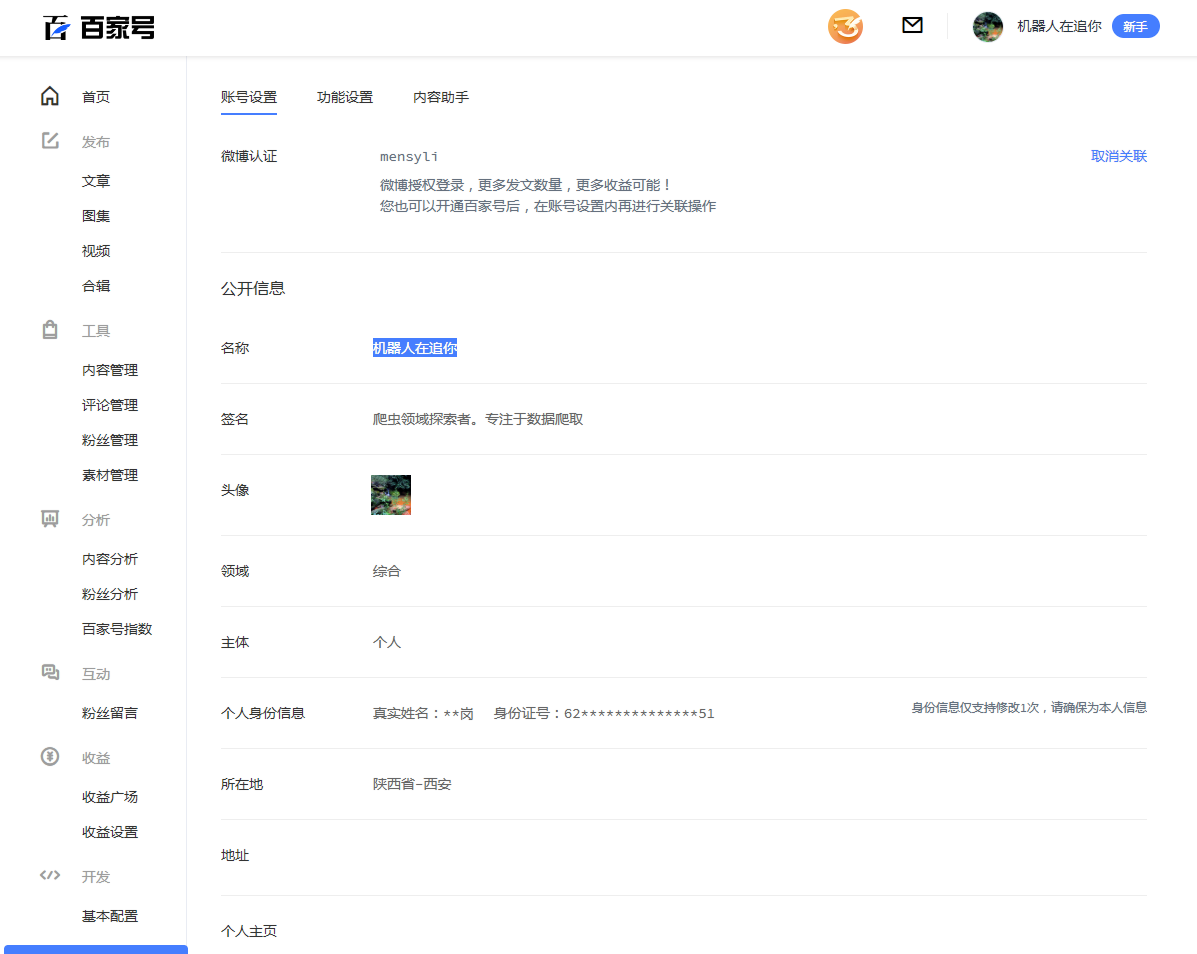 百家号
机器人在追你 新手
首页
发布
文章
图集
视频
合辑
工具
内容管理
评论管理
粉丝管理
素材管理
分析
内容分析
粉丝分析
百家号指数
互动
粉丝留言
收益
收益广场
收益设置
开发
基本配置
账号设置 功能设置 内容助手
微博认证 mensyli 取消关联
微博授权登录，更多发文数量，更多收益可能！
您也可以开通百家号后，在账号设置内再进行关联操作
公开信息
名称 机器人在追你
签名 爬虫领域探索者。专注于数据爬取
头像
领域 综合
主体 个人
个人身份信息 真实姓名：**岗 身份证号：62**************51 身份信息仅支持修改1次，请确保为本人信息
所在地 陕西省-西安
地址
个人主页